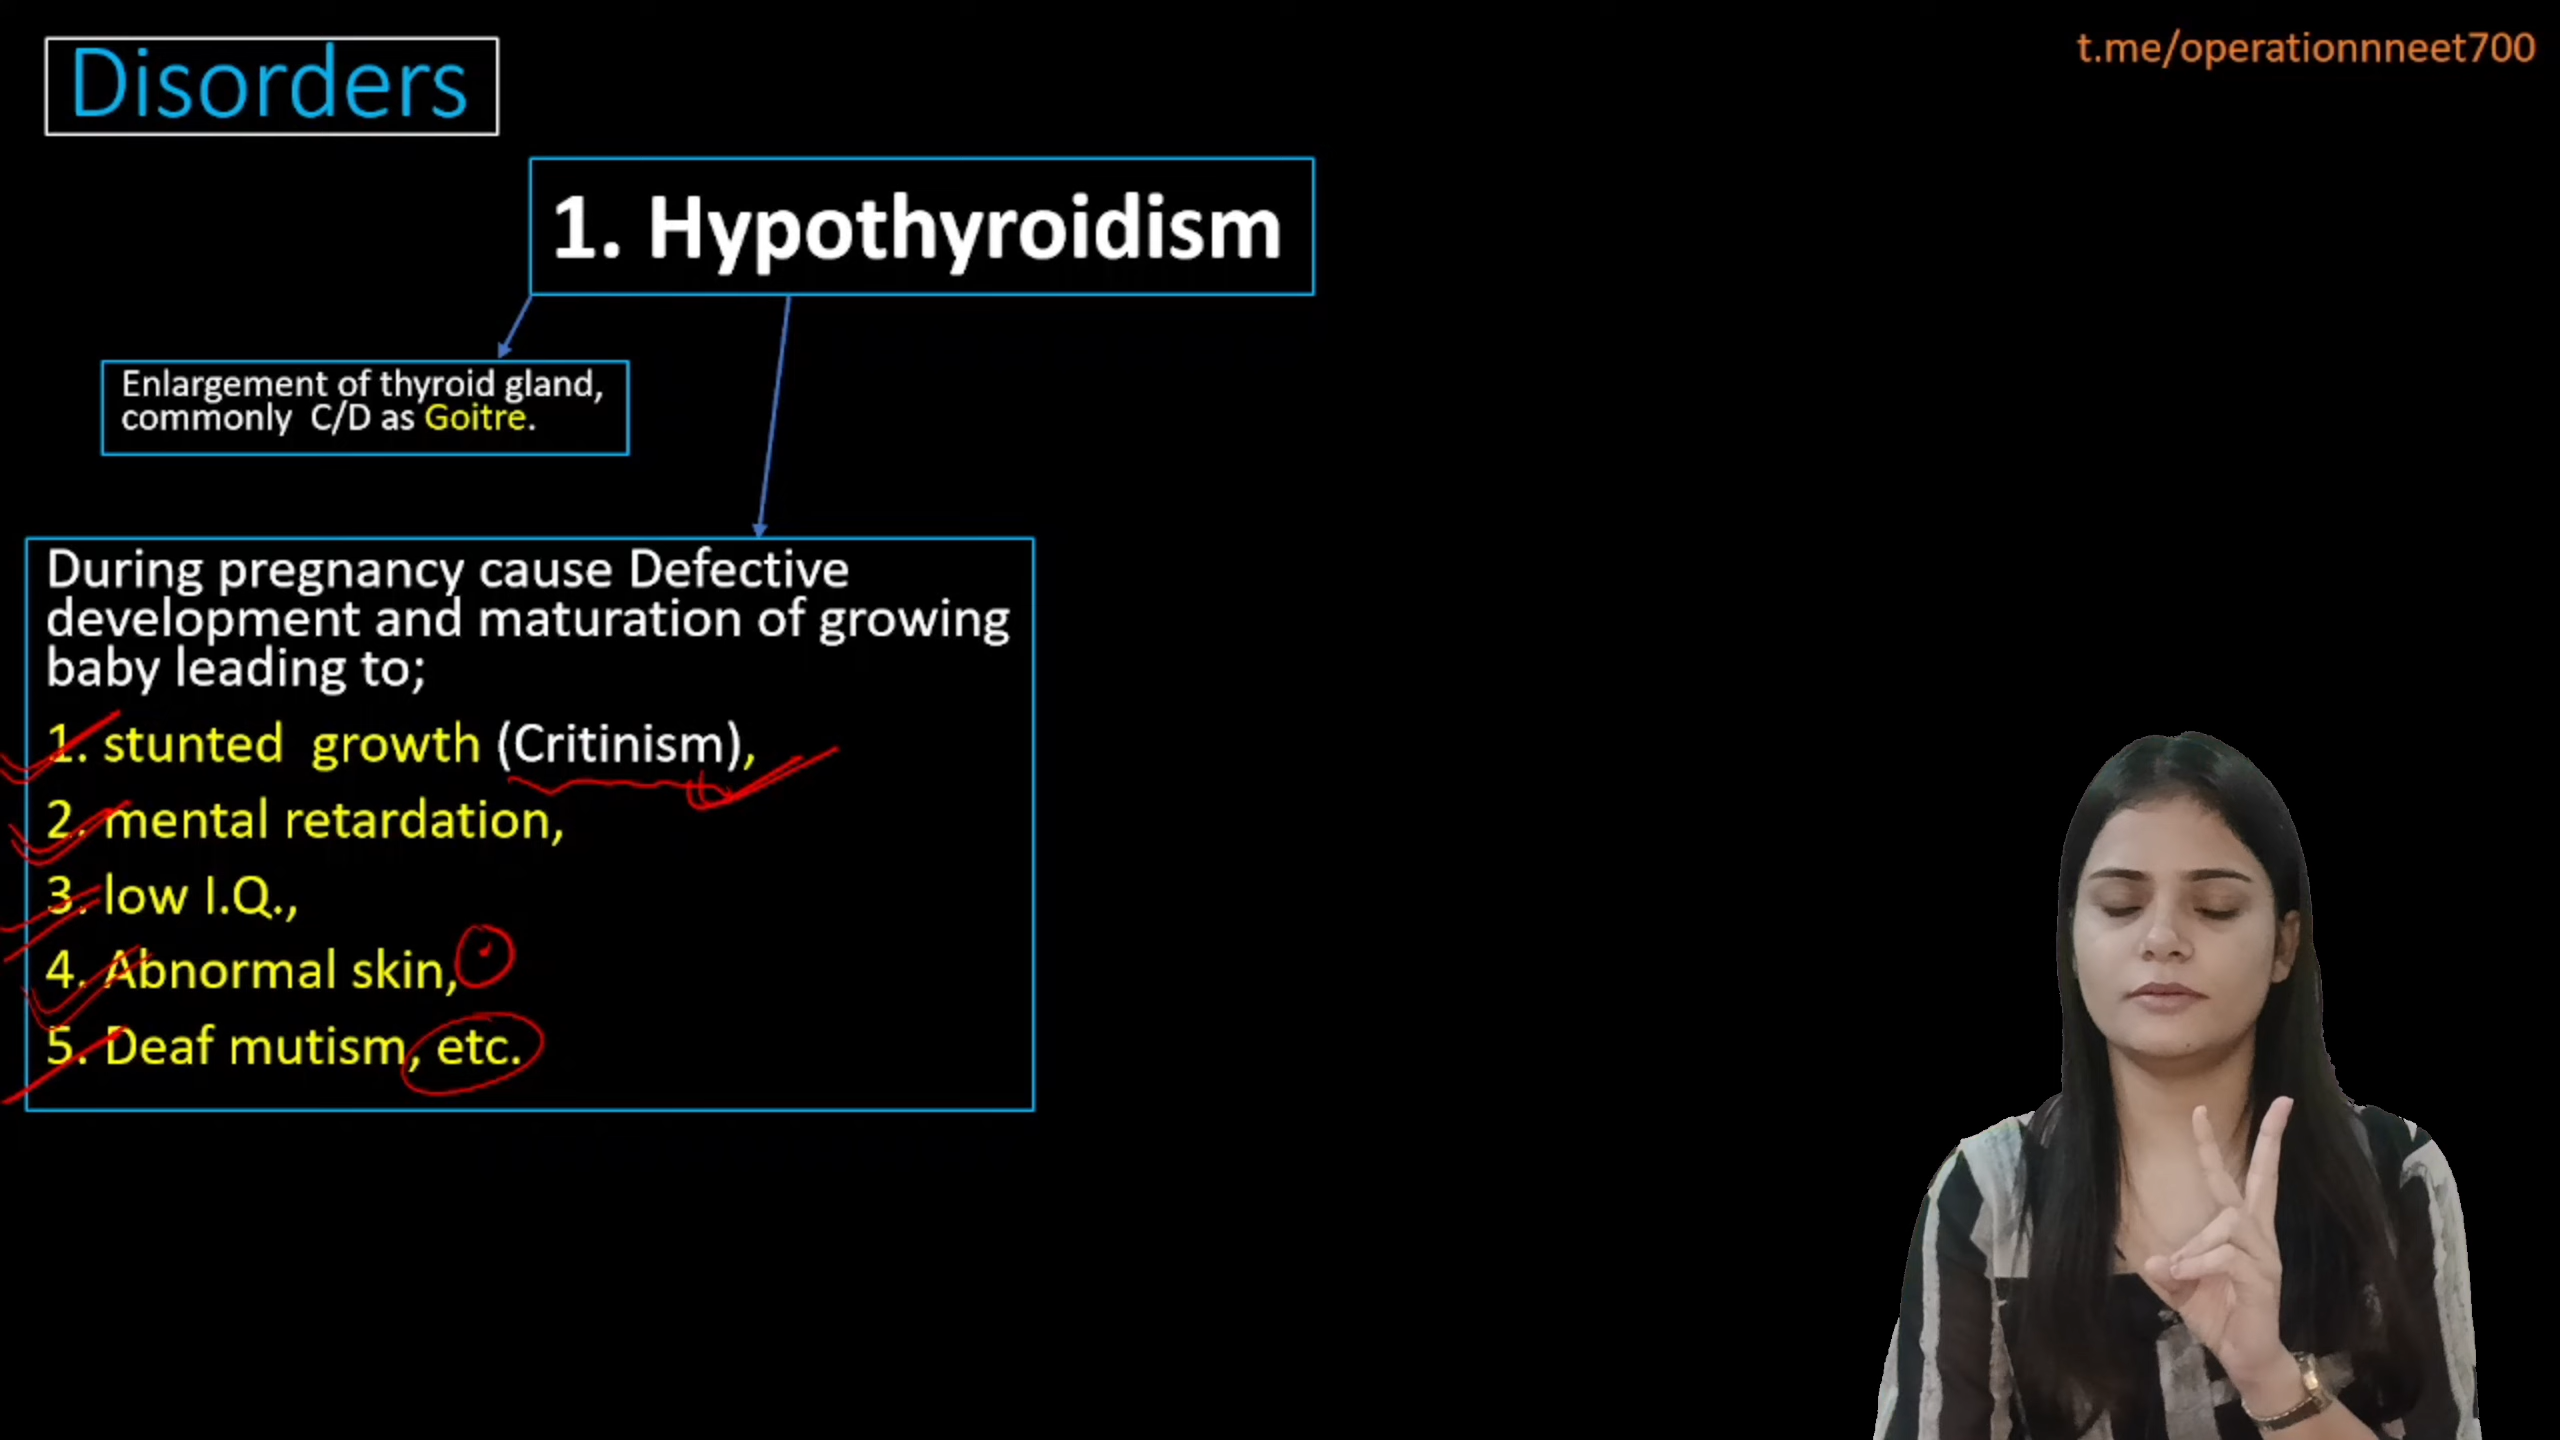 Disorders
t.me/operationnneet700
1. Hypothyroidism
Enlargement of thyroid gland,
commonly C/D as Goitre.
During pregnancy cause Defective
development and maturation of growing
baby leading to;
1. stunted growth (Critinism),
2. mental retardation,
3. low I.Q.,
4. Abnormal skin,
5. Deaf mutism, etc.